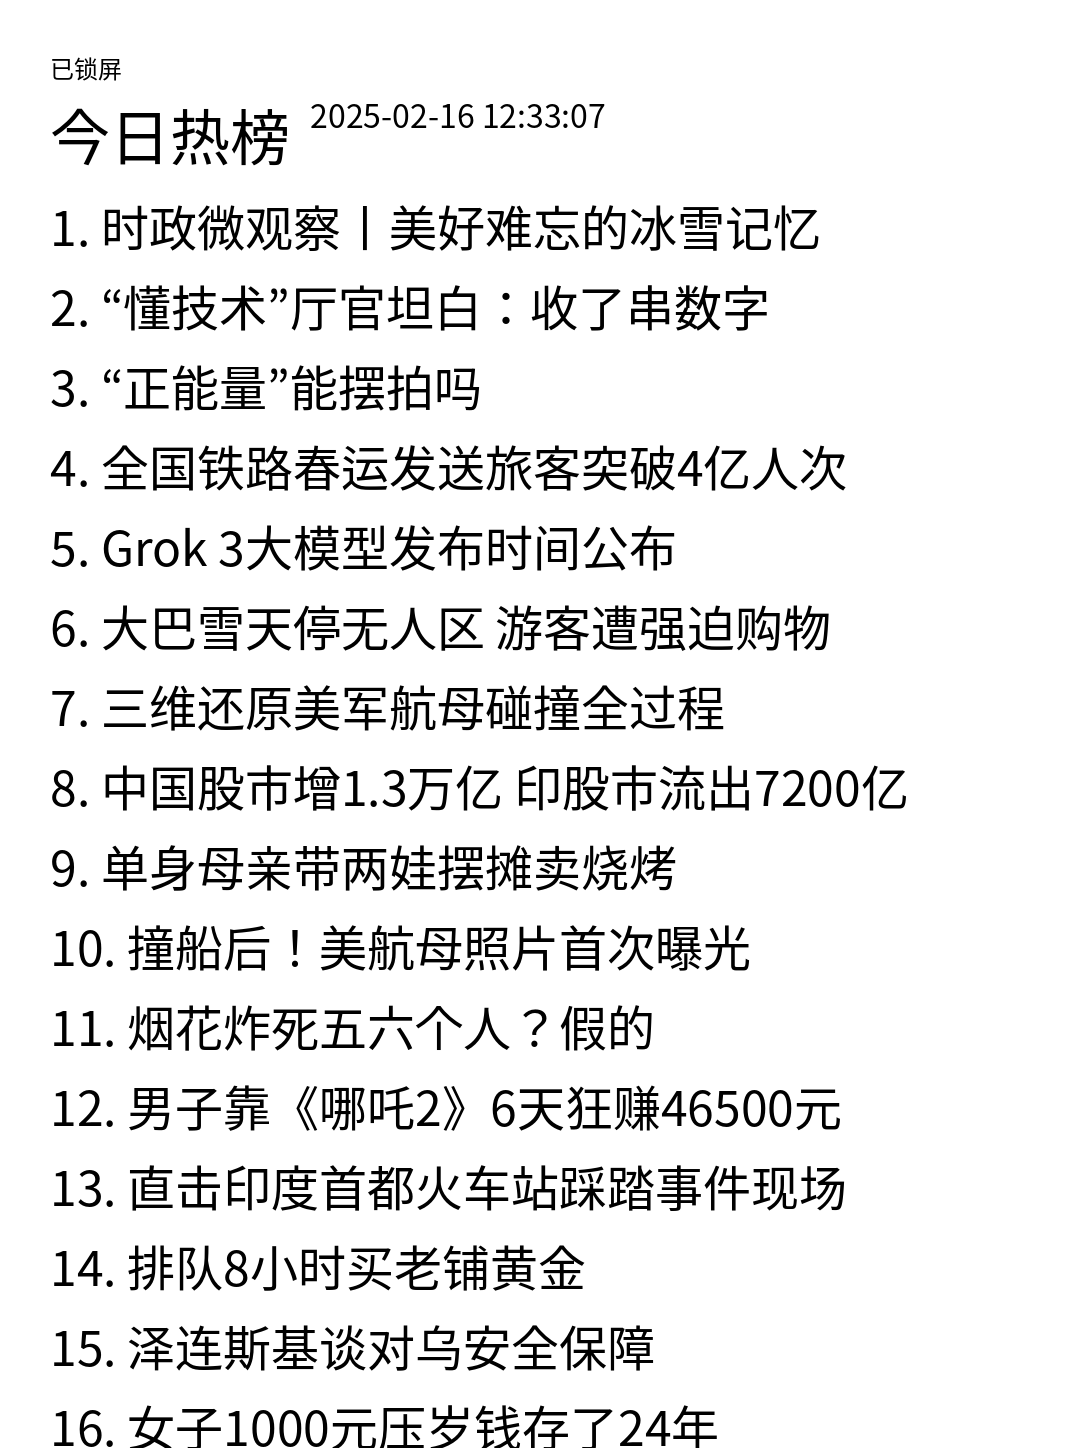 已锁屏
今日热榜 2025-02-16 12:33:07
1. 时政微观察丨美好难忘的冰雪记忆
2. “懂技术”厅官坦白：收了串数字
3. “正能量”能摆拍吗
4. 全国铁路春运发送旅客突破4亿人次
5. Grok 3大模型发布时间公布
6. 大巴雪天停无人区 游客遭强迫购物
7. 三维还原美军航母碰撞全过程
8. 中国股市增1.3万亿 印股市流出7200亿
9. 单身母亲带两娃摆摊卖烧烤
10. 撞船后！美航母照片首次曝光
11. 烟花炸死五六个人？假的
12. 男子靠《哪吒2》6天狂赚46500元
13. 直击印度首都火车站踩踏事件现场
14. 排队8小时买老铺黄金
15. 泽连斯基谈对乌安全保障
16. 女子1000元压岁钱存了24年